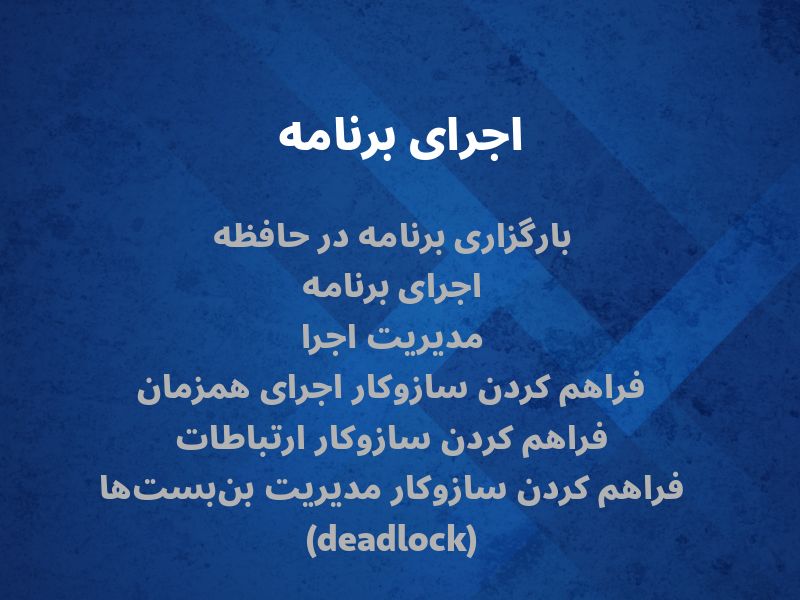 اجرای برنامه
بارگزاری برنامه در حافظه
اجرای برنامه
مدیریت اجرا
فراهم کردن سازوکار اجرای همزمان
فراهم کردن سازوکار ارتباطات
فراهم کردن سازوکار مدیریت بن‌بست‌ها
(deadlock)